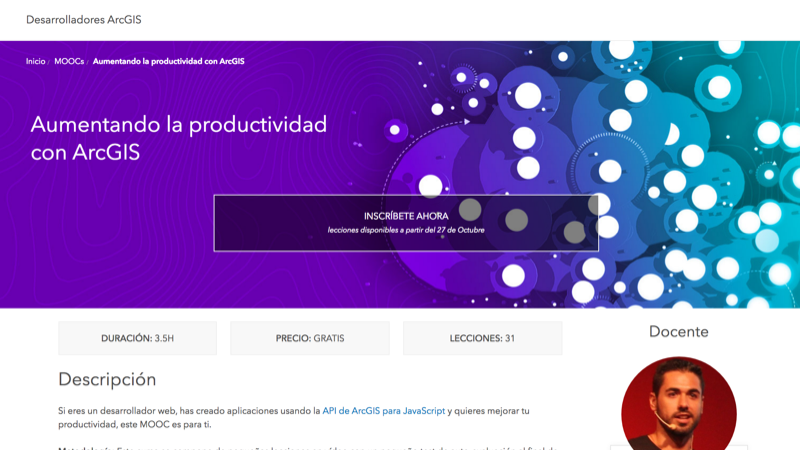 Desarrolladores ArcGIS
Inicio / MOOCs / Aumentando la productividad con ArcGIS
Aumentando la productividad
con ArcGIS
INSCRÍBETE AHORA
lecciones disponibles a partir del 27 de Octubre
DURACIÓN: 3.5H
PRECIO: GRATIS
LECCIONES: 31
Docente
Descripción
Si eres un desarrollador web, has creado aplicaciones usando la API de ArcGIS para JavaScript y quieres mejorar tu
productividad, este MOOC es para ti.